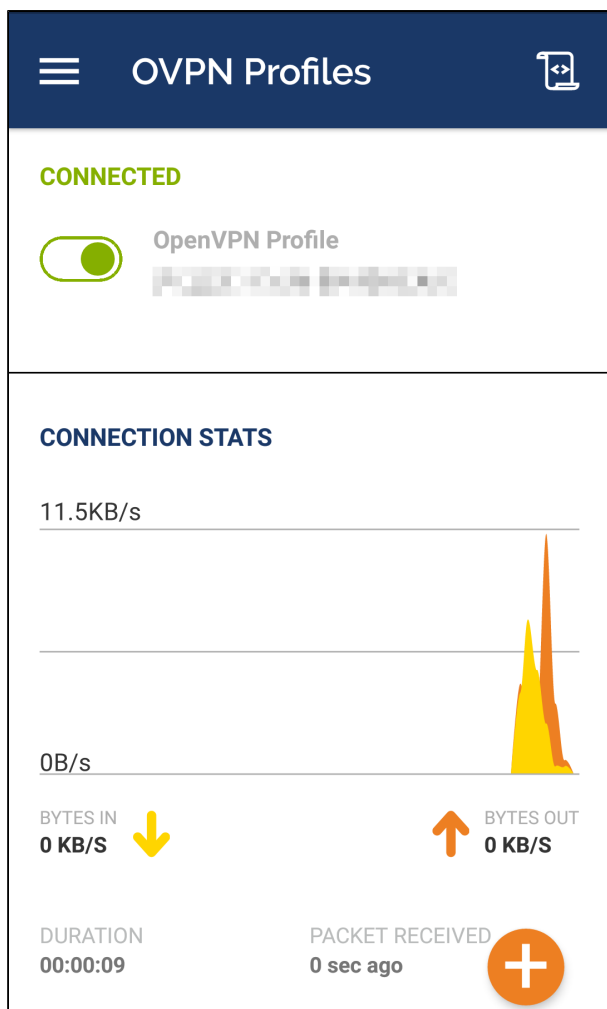 OVPN Profiles
CONNECTED
OpenVPN Profile
CONNECTION STATS
11.5KB/s
0B/s
BYTES IN
0 KB/S
BYTES OUT
0 KB/S
DURATION
00:00:09
PACKET RECEIVED
0 sec ago